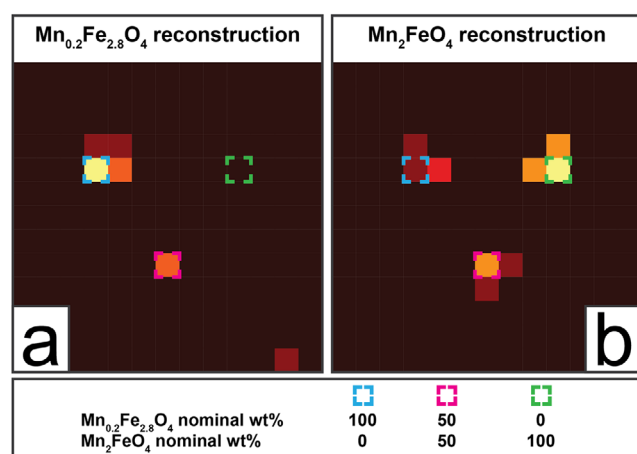 Mn₀.₂Fe₂.₈O₄ reconstruction
Mn₂FeO₄ reconstruction
a
b
Mn₀.₂Fe₂.₈O₄ nominal wt% 100 50 0
Mn₂FeO₄ nominal wt% 0 50 100